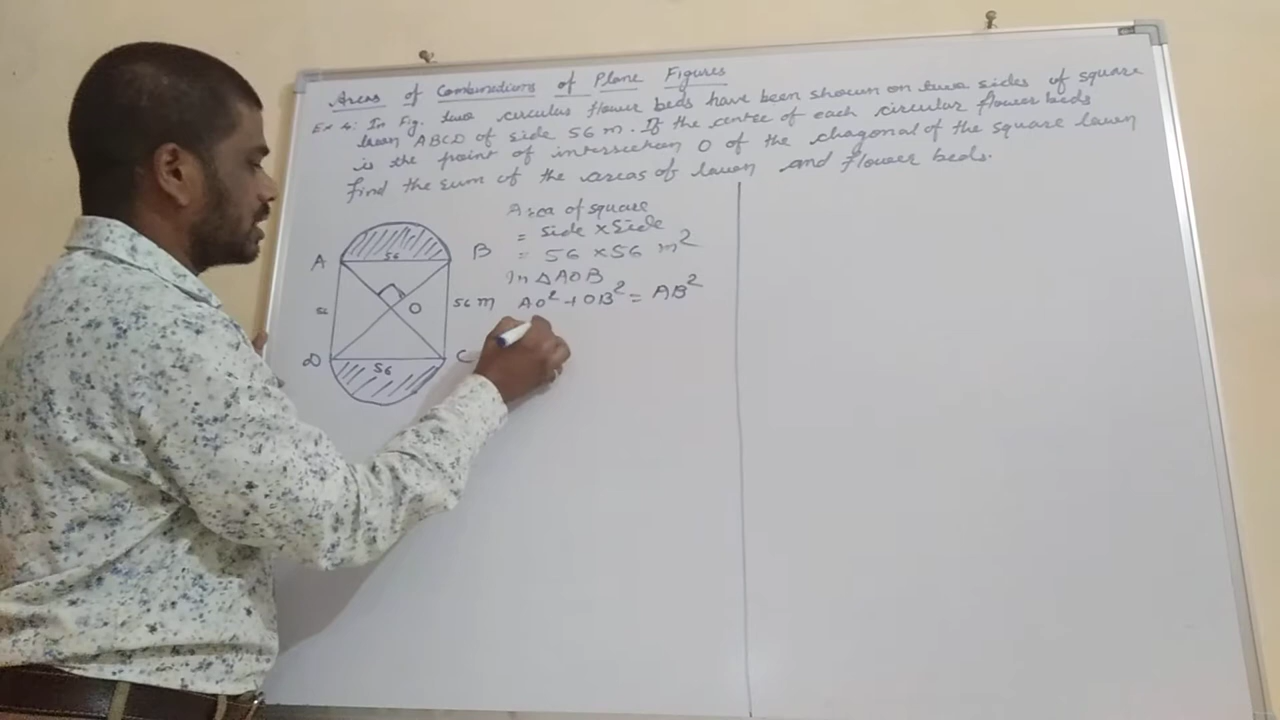 Areas of Combinations of Plane Figures
Ex 4: In Fig. two circular flower beds have been shown on two sides of square
lawn ABCD of side 56 m. If the centre of each circular flower beds
is the point of intersection O of the diagonal of the square lawn
find the sum of the areas of lawn and flower beds.
Area of square
= side × side
= 56 × 56 m²
In △AOB
AO² + OB² = AB²
A
56
B
O
56 m
D
56
C